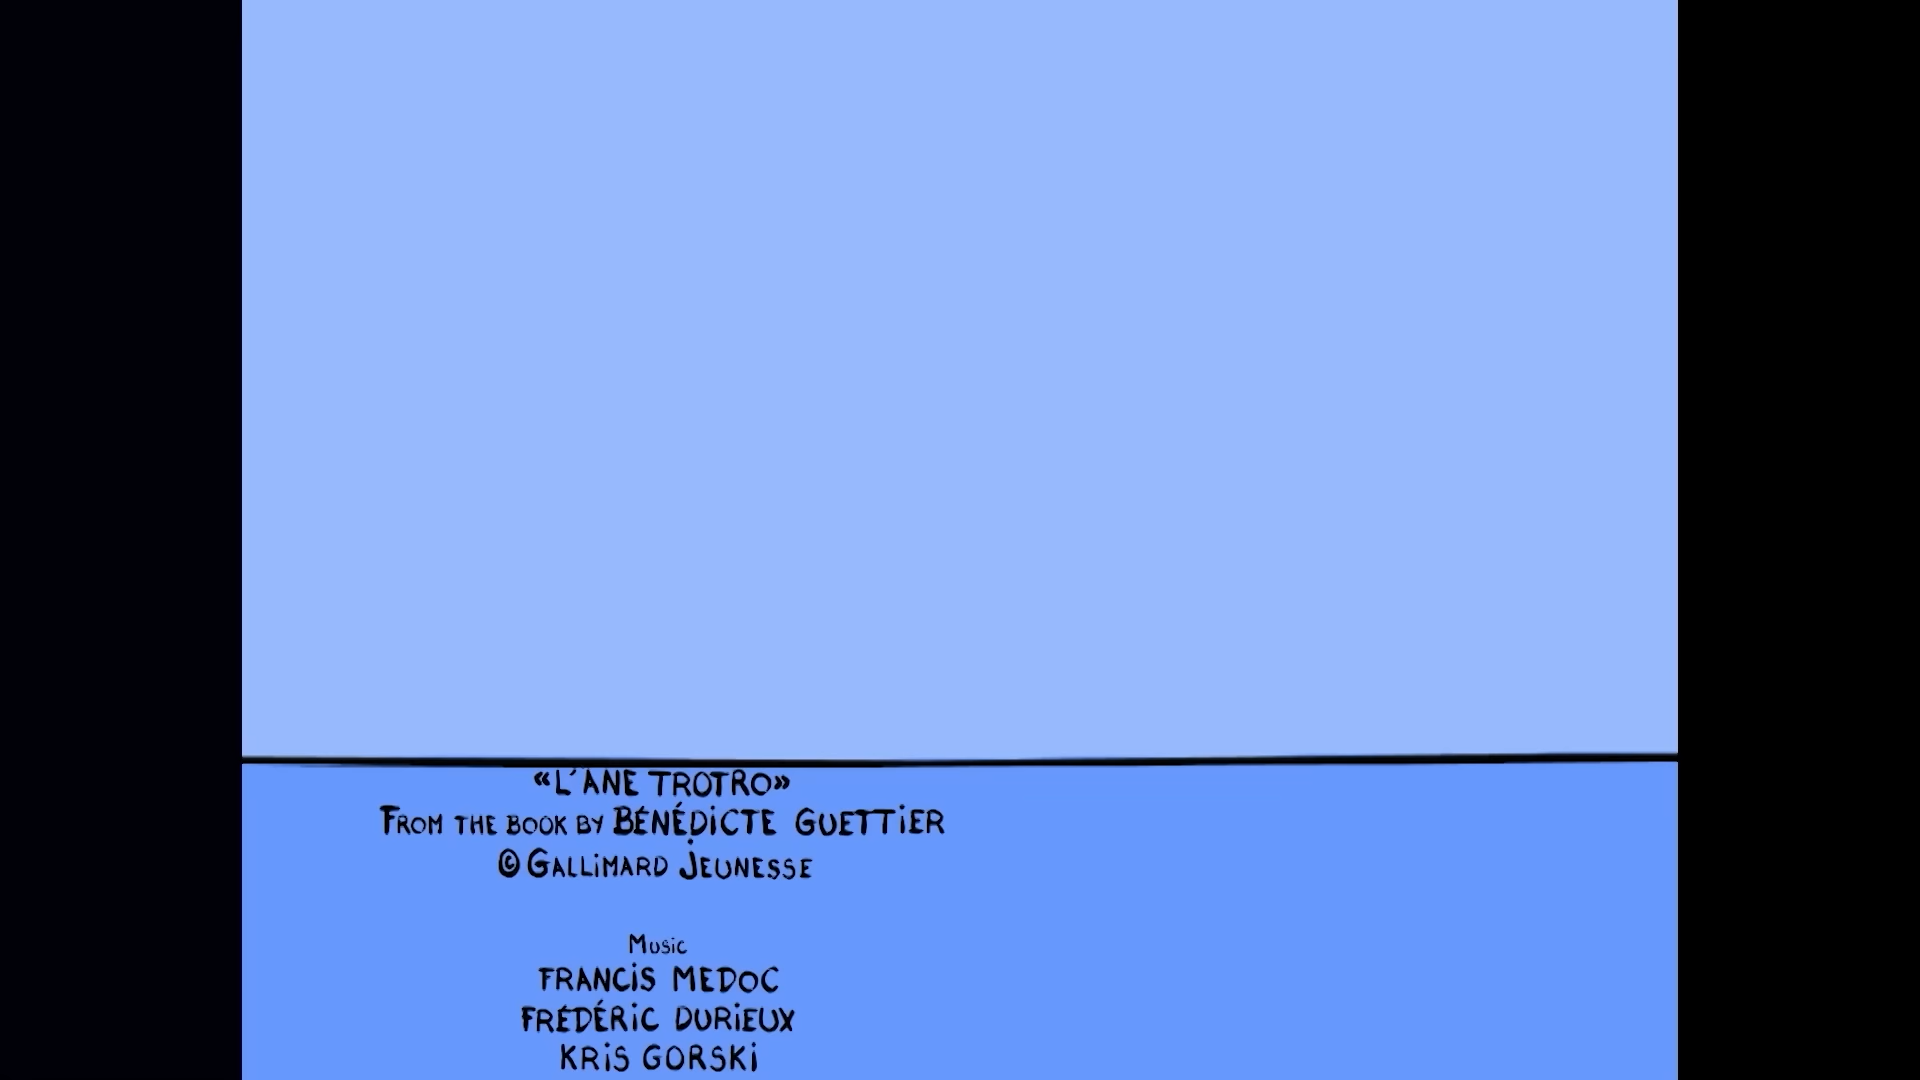 «L'ANE TROTRO»
FROM THE BOOK BY BÉNÉDiCTE GUETTiER
© GALLiMARD JEUNESSE
Music
FRANCiS MEDOC
FRÉDÉRiC DURiEUX
KRiS GORSKi